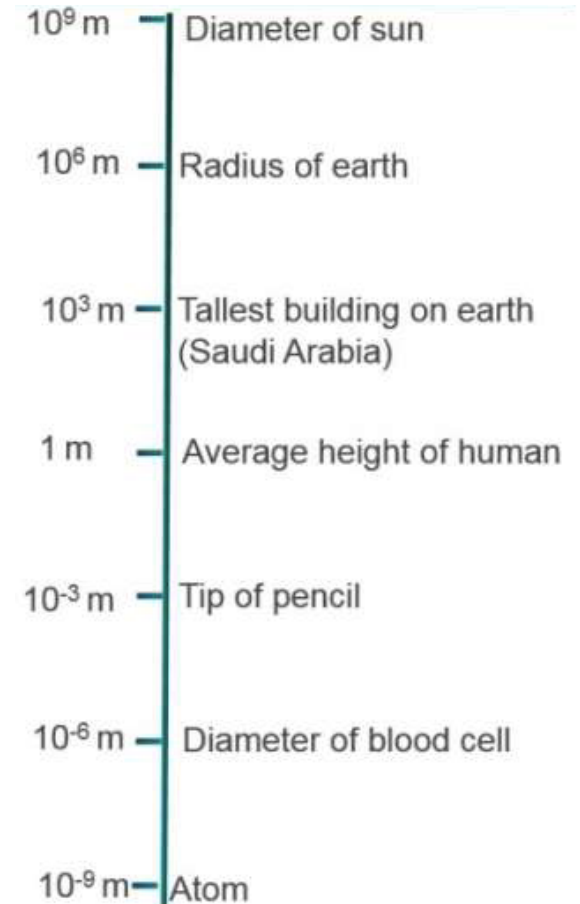 10⁹ m Diameter of sun
10⁶ m Radius of earth
10³ m Tallest building on earth
(Saudi Arabia)
1 m Average height of human
10⁻³ m Tip of pencil
10⁻⁶ m Diameter of blood cell
10⁻⁹ m Atom